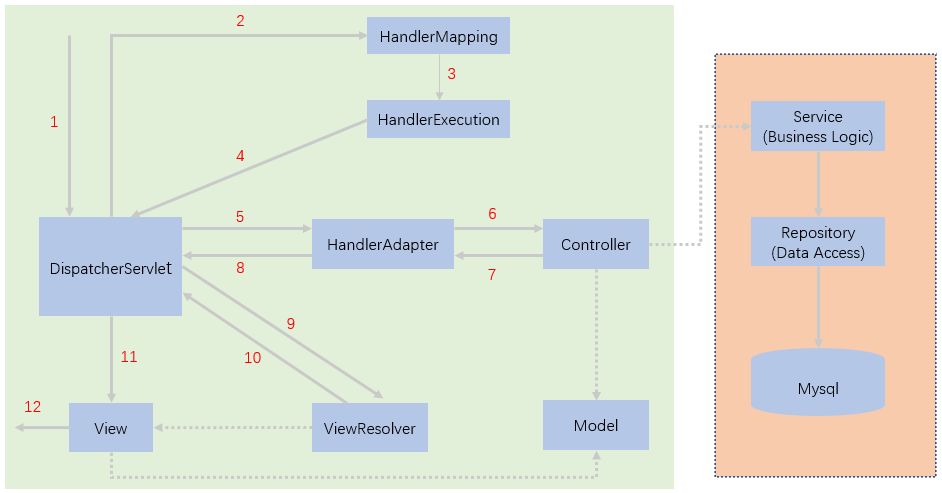 2
HandlerMapping
3
1
HandlerExecution
Service
(Business Logic)
4
5
6
HandlerAdapter
Controller
Repository
(Data Access)
DispatcherServlet
8
7
9
10
11
Mysql
12
View
ViewResolver
Model